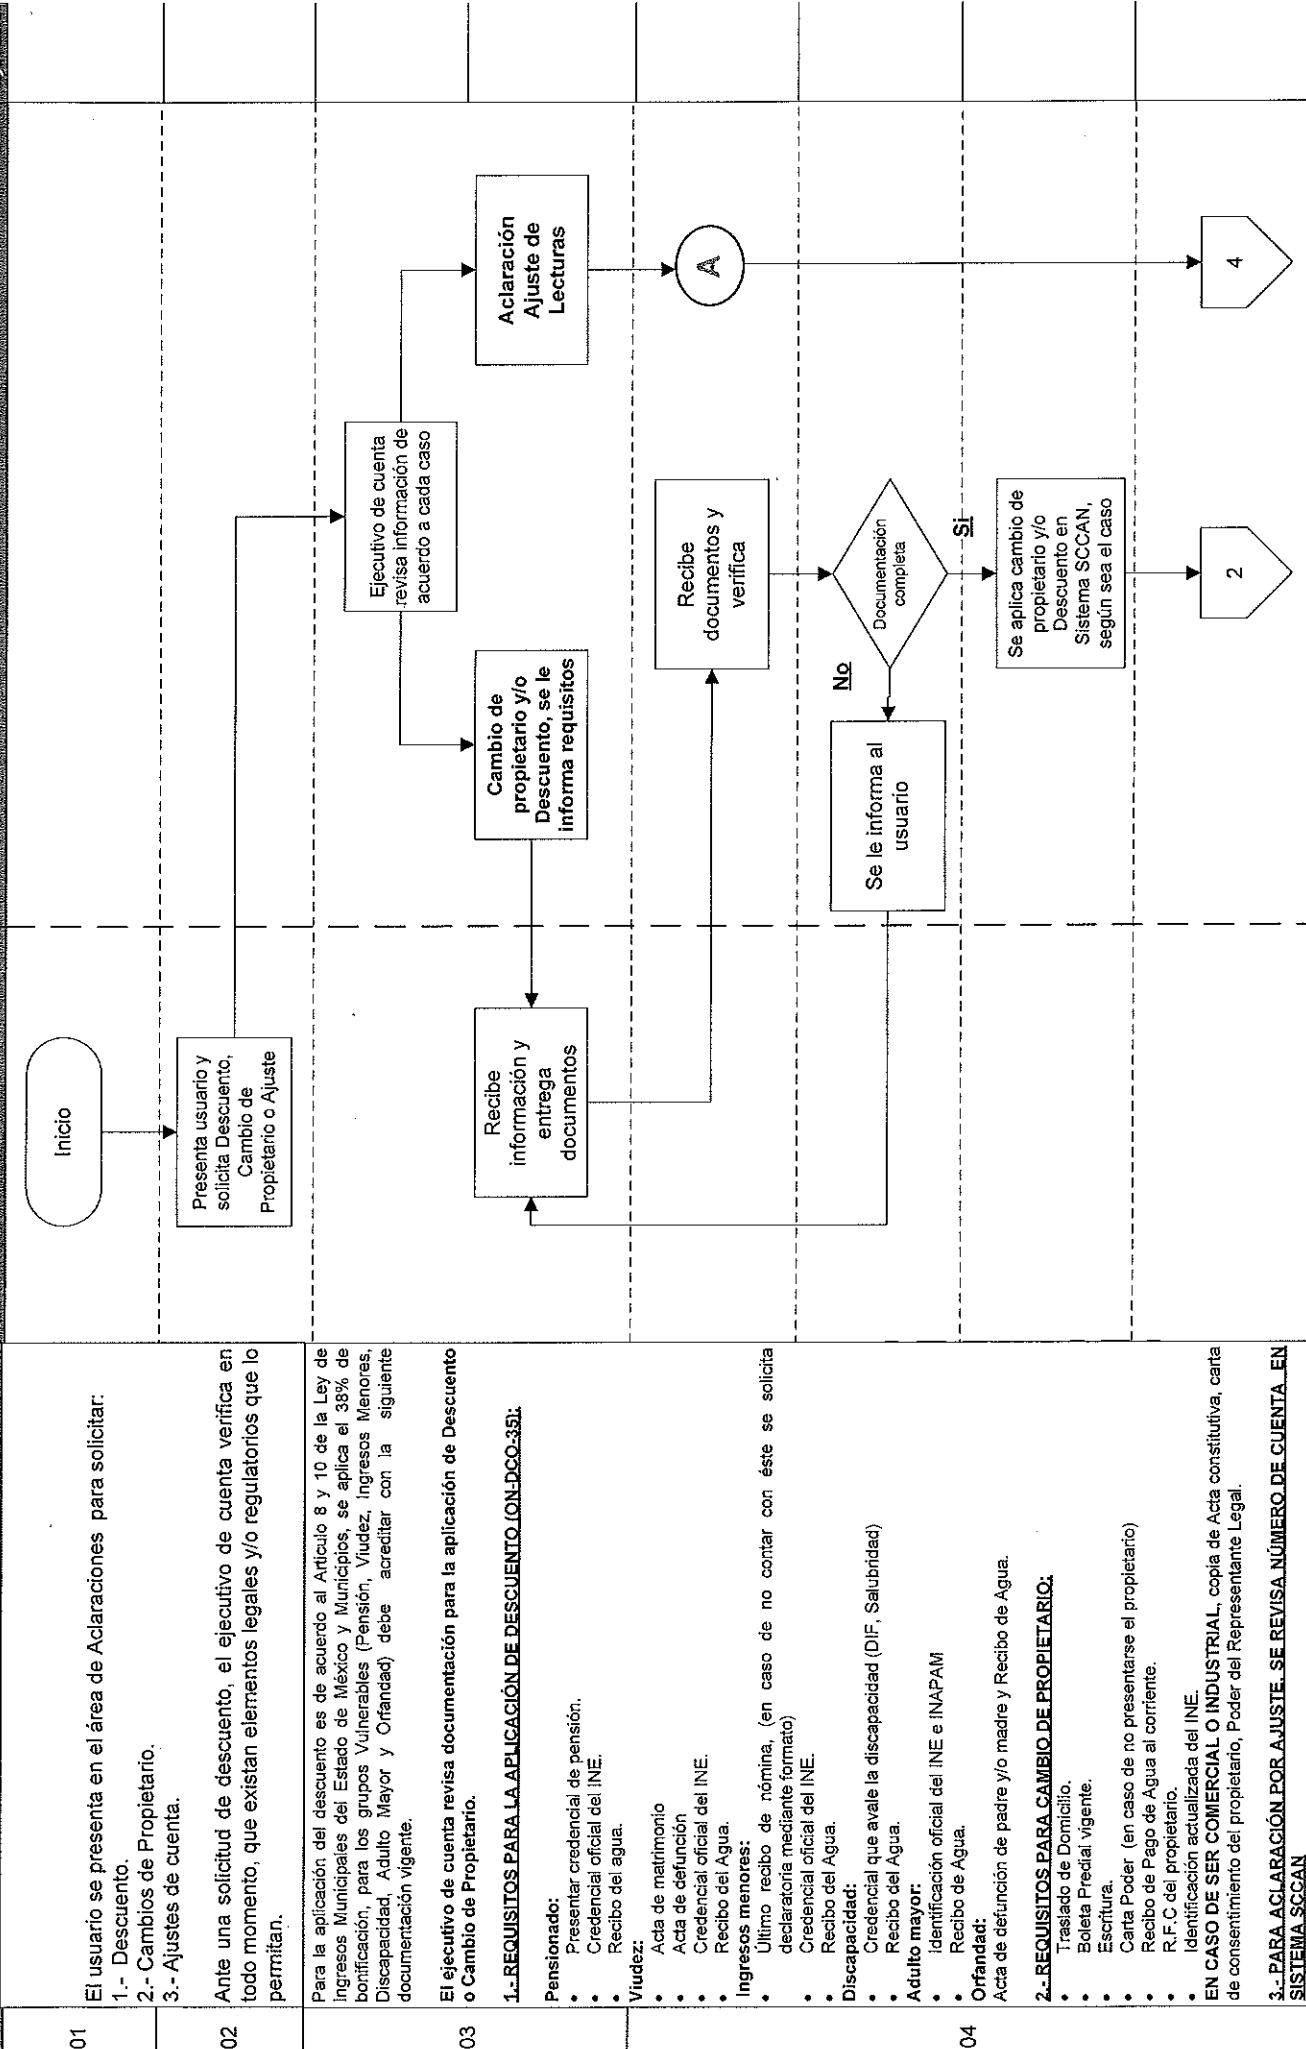 01
El usuario se presenta en el área de Aclaraciones para solicitar:
1.- Descuento.
2.- Cambios de Propietario.
3.- Ajustes de cuenta.
02
Ante una solicitud de descuento, el ejecutivo de cuenta verifica en
todo momento, que existan elementos legales y/o regulatorios que lo
permitan.
03
Para la aplicación del descuento es de acuerdo al Artículo 8 y 10 de la Ley de
Ingresos Municipales del Estado de México y Municipios, se aplica el 38% de
bonificación, para los grupos Vulnerables (Pensión, Viudez, Ingresos Menores,
Discapacidad, Adulto Mayor y Orfandad) debe acreditar con la siguiente
documentación vigente.
El ejecutivo de cuenta revisa documentación para la aplicación de Descuento
o Cambio de Propietario.
1.- REQUISITOS PARA LA APLICACIÓN DE DESCUENTO (ON-DCO-35):
Pensionado:
• Presentar credencial de pensión.
• Credencial oficial del INE.
• Recibo del agua.
04
Viudez:
• Acta de matrimonio
• Acta de defunción
• Credencial oficial del INE.
• Recibo del Agua.
Ingresos menores:
• Último recibo de nómina, (en caso de no contar con éste se solicita
declaratoria mediante formato)
• Credencial oficial del INE.
• Recibo del Agua.
Discapacidad:
• Credencial que avale la discapacidad (DIF, Salubridad)
• Recibo del Agua.
Adulto mayor:
• Identificación oficial del INE e INAPAM
• Recibo de Agua.
Orfandad:
Acta de defunción de padre y/o madre y Recibo de Agua.
2.- REQUISITOS PARA CAMBIO DE PROPIETARIO:
• Traslado de Domicilio.
• Boleta Predial vigente.
• Escritura.
• Carta Poder (en caso de no presentarse el propietario)
• Recibo de Pago de Agua al corriente.
• R.F.C del propietario.
• Identificación actualizada del INE.
EN CASO DE SER COMERCIAL O INDUSTRIAL, copia de Acta constitutiva, carta
de consentimiento del propietario, Poder del Representante Legal.
3.- PARA ACLARACIÓN POR AJUSTE, SE REVISA NÚMERO DE CUENTA EN
SISTEMA SCCAN
Inicio
Presenta usuario y
solicita Descuento,
Cambio de
Propietario o Ajuste
Ejecutivo de cuenta
revisa información de
acuerdo a cada caso
Recibe
información y
entrega
documentos
Cambio de
propietario y/o
Descuento, se le
informa requisitos
Aclaración
Ajuste de
Lecturas
Recibe
documentos y
verifica
A
Se le informa al
usuario
No
Documentación
completa
Si
Se aplica cambio de
propietario y/o
Descuento en
Sistema SCCAN,
según sea el caso
2
4